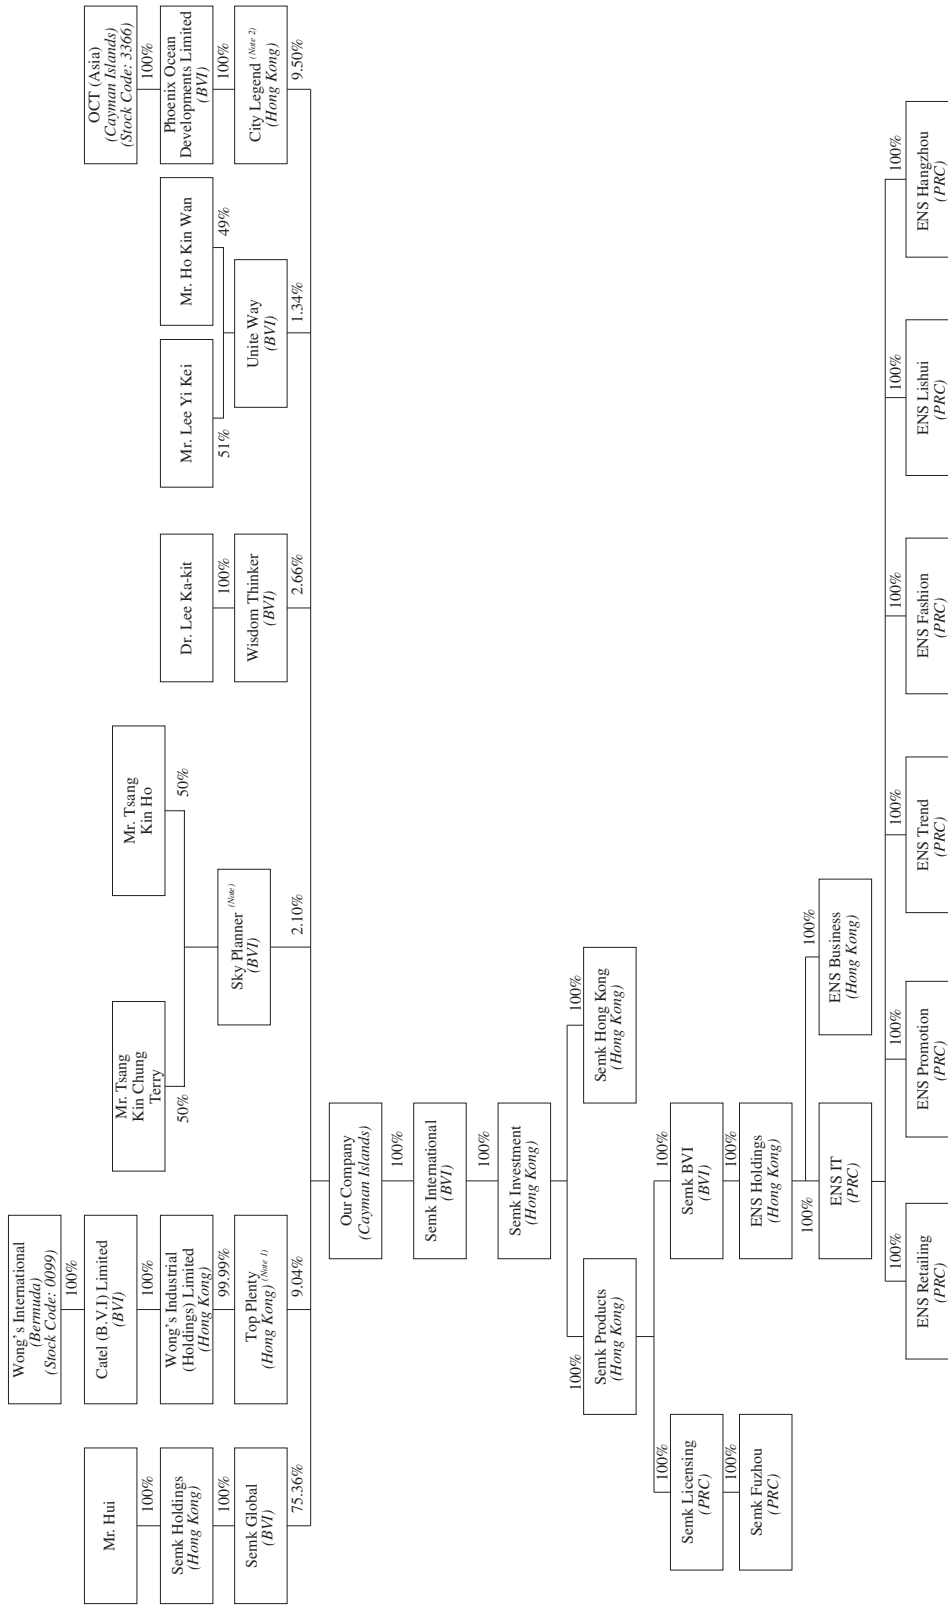 Wong's International
(Bermuda)
(Stock Code: 0099)
100%
Mr. Hui
100%
Catel (B.V.I) Limited
(BVI)
100%
Mr. Tsang
Kin Chung
Terry
50%
Mr. Tsang
Kin Ho
50%
OCT (Asia)
(Cayman Islands)
(Stock Code: 3366)
100%
Semk Holdings
(Hong Kong)
100%
Wong's Industrial
(Holdings) Limited
(Hong Kong)
99.99%
Dr. Lee Ka-kit
100%
Mr. Lee Yi Kei
51%
Mr. Ho Kin Wan
49%
Phoenix Ocean
Developments Limited
(BVI)
100%
Semk Global
(BVI)
75.36%
Top Plenty
(Hong Kong) (Note 1)
9.04%
Sky Planner (Note)
(BVI)
2.10%
Wisdom Thinker
(BVI)
2.66%
Unite Way
(BVI)
1.34%
City Legend (Note 2)
(Hong Kong)
9.50%
Our Company
(Cayman Islands)
100%
Semk International
(BVI)
100%
Semk Investment
(Hong Kong)
100%
Semk Products
(Hong Kong)
100%
Semk Hong Kong
(Hong Kong)
100%
Semk Licensing
(PRC)
100%
Semk BVI
(BVI)
100%
Semk Fuzhou
(PRC)
100%
ENS Holdings
(Hong Kong)
100%
ENS IT
(PRC)
100%
ENS Business
(Hong Kong)
100%
ENS Retailing
(PRC)
100%
ENS Promotion
(PRC)
100%
ENS Trend
(PRC)
100%
ENS Fashion
(PRC)
100%
ENS Lishui
(PRC)
100%
ENS Hangzhou
(PRC)